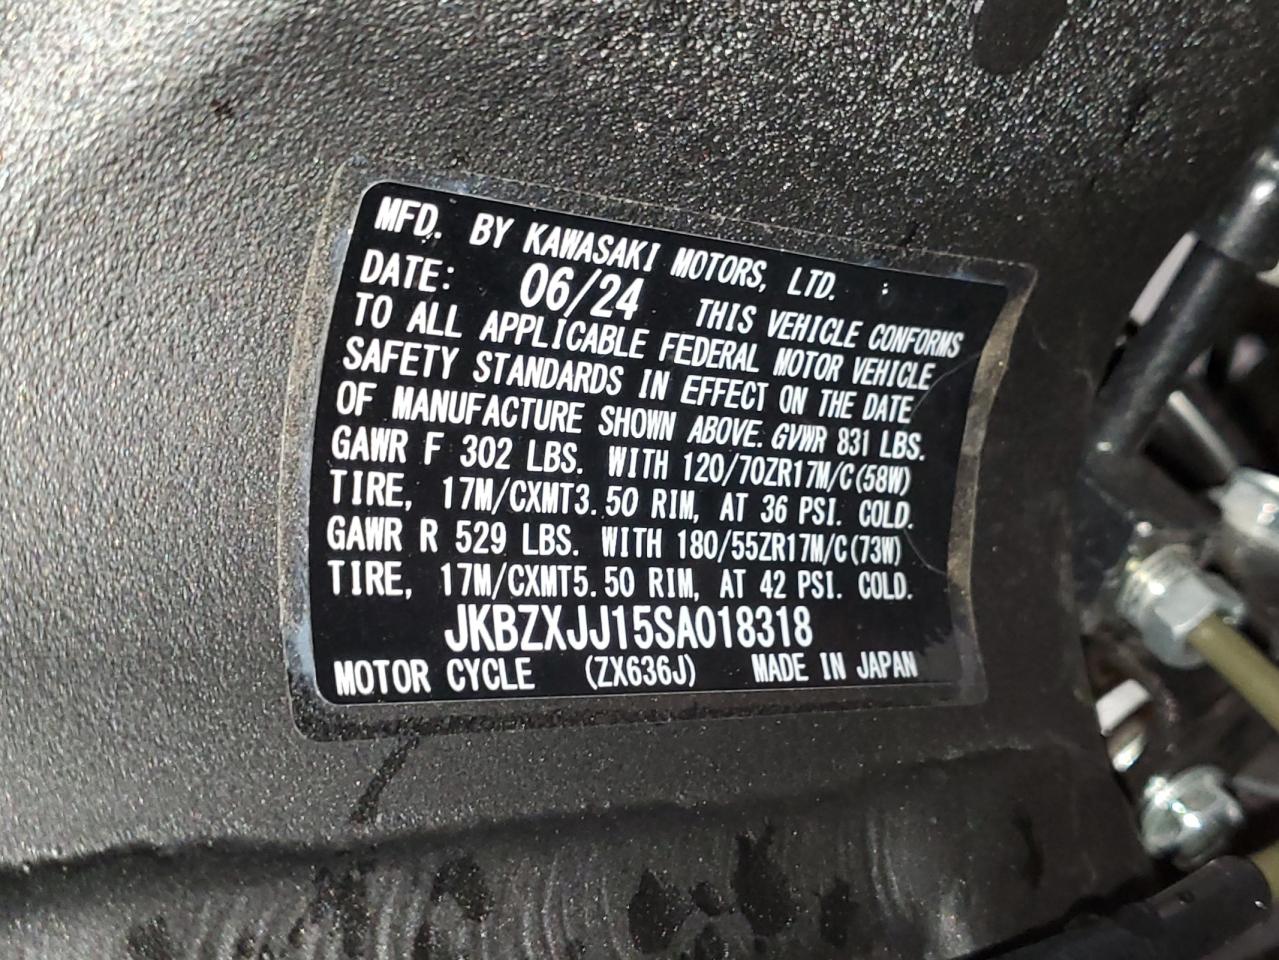 MFD. BY KAWASAKI MOTORS, LTD.
DATE: 06/24 THIS VEHICLE CONFORMS
TO ALL APPLICABLE FEDERAL MOTOR VEHICLE
SAFETY STANDARDS IN EFFECT ON THE DATE
OF MANUFACTURE SHOWN ABOVE. GVWR 831 LBS.
GAWR F 302 LBS. WITH 120/70ZR17M/C(58W)
TIRE, 17M/CXMT3.50 RIM, AT 36 PSI. COLD.
GAWR R 529 LBS. WITH 180/55ZR17M/C(73W)
TIRE, 17M/CXMT5.50 RIM, AT 42 PSI. COLD.
JKBZXJJ15SA018318
MOTOR CYCLE (ZX636J) MADE IN JAPAN